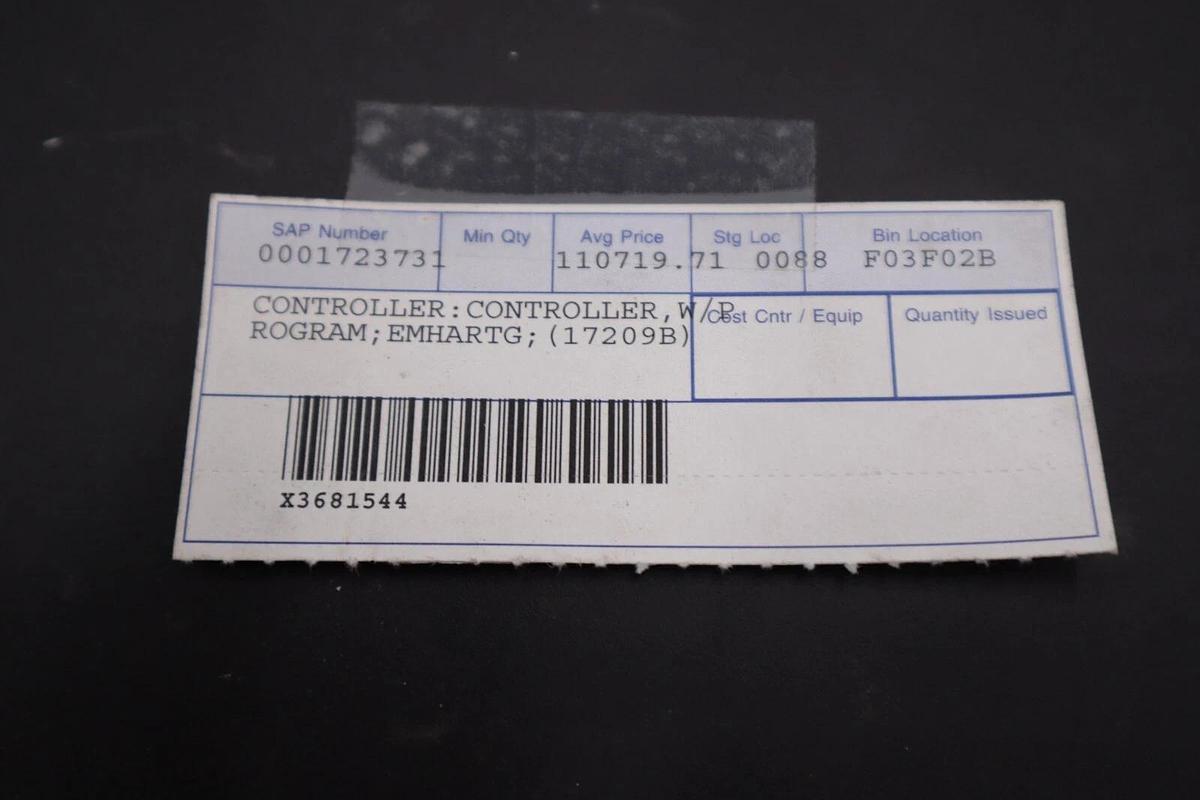 SAP Number Min Qty Avg Price Stg Loc Bin Location
0001723731 110719.71 0088 F03F02B
CONTROLLER:CONTROLLER,W/P
ROGRAM;EMHARTG;(17209B)
Cost Cntr / Equip Quantity Issued
X3681544